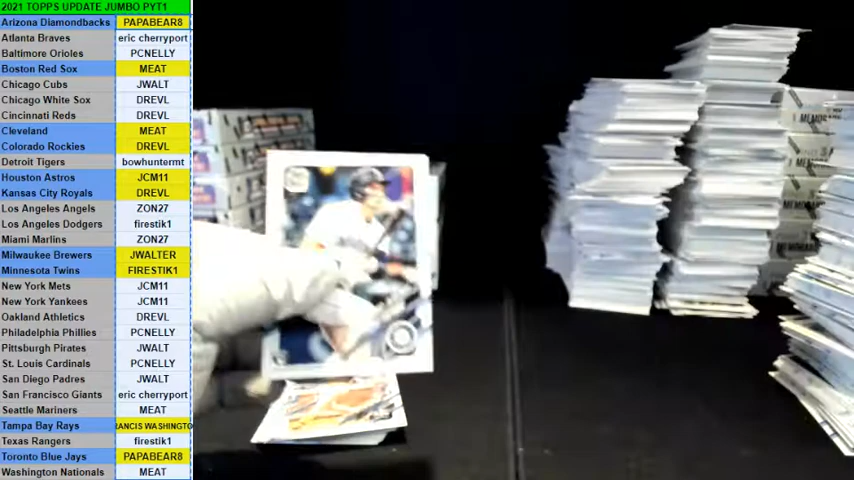 2021 TOPPS UPDATE JUMBO PYT1
Arizona Diamondbacks PAPABEAR8
Atlanta Braves eric cherryport
Baltimore Orioles PCNELLY
Boston Red Sox MEAT
Chicago Cubs JWALT
Chicago White Sox DREVL
Cincinnati Reds DREVL
Cleveland MEAT
Colorado Rockies DREVL
Detroit Tigers bowhuntermt
Houston Astros JCM11
Kansas City Royals DREVL
Los Angeles Angels ZON27
Los Angeles Dodgers firestik1
Miami Marlins ZON27
Milwaukee Brewers JWALTER
Minnesota Twins FIRESTIK1
New York Mets JCM11
New York Yankees JCM11
Oakland Athletics DREVL
Philadelphia Phillies PCNELLY
Pittsburgh Pirates JWALT
St. Louis Cardinals PCNELLY
San Diego Padres JWALT
San Francisco Giants eric cherryport
Seattle Mariners MEAT
Tampa Bay Rays RANCIS WASHINGTO
Texas Rangers firestik1
Toronto Blue Jays PAPABEAR8
Washington Nationals MEAT